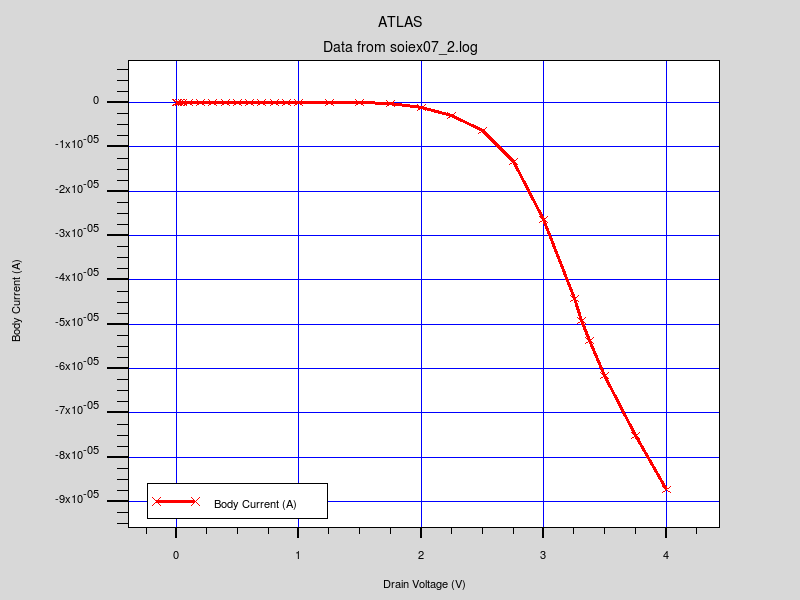 ATLAS
Data from soiex07_2.log
0
-1x10-05
-2x10-05
-3x10-05
-4x10-05
-5x10-05
-6x10-05
-7x10-05
-8x10-05
-9x10-05
Body Current (A)
Body Current (A)
0 1 2 3 4
Drain Voltage (V)